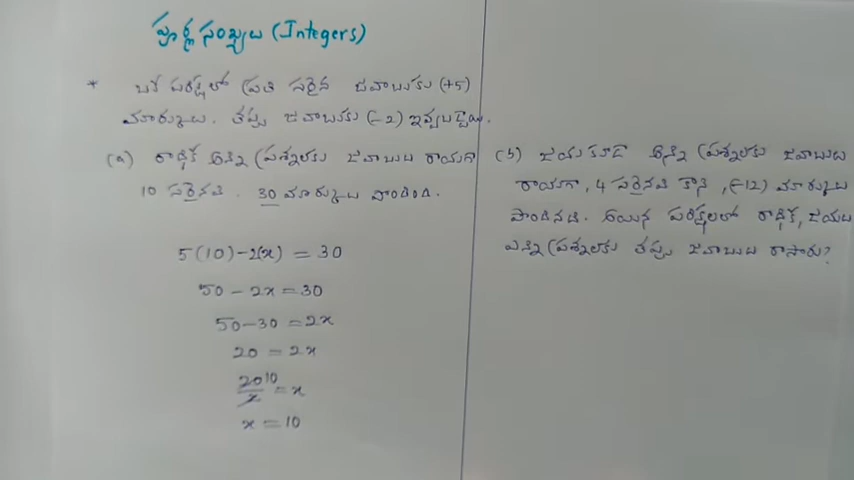 పూర్ణ సంఖ్యలు (Integers)
* ఒక పరీక్షలో ప్రతి సరైన జవాబుకు (+5)
మార్కులు. తప్పు జవాబుకు (-2) ఇవ్వబడ్డాయి.
(a) రాధిక అన్ని ప్రశ్నలకు జవాబులు రాయగా
10 సరైనవి. 30 మార్కులు పొందింది.
5(10)-2(x) = 30
50 - 2x = 30
50-30 = 2x
20 = 2x
20 10 / 2 = x
x = 10
(b) జయ కూడా అన్ని ప్రశ్నలకు జవాబులు
రాయగా, 4 సరైనవి కాని, (-12) మార్కులు
పొందినది. అయిన పరీక్షలలో రాధిక, జయలు
ఎన్ని ప్రశ్నలకు తప్పు జవాబులు రాసారు?